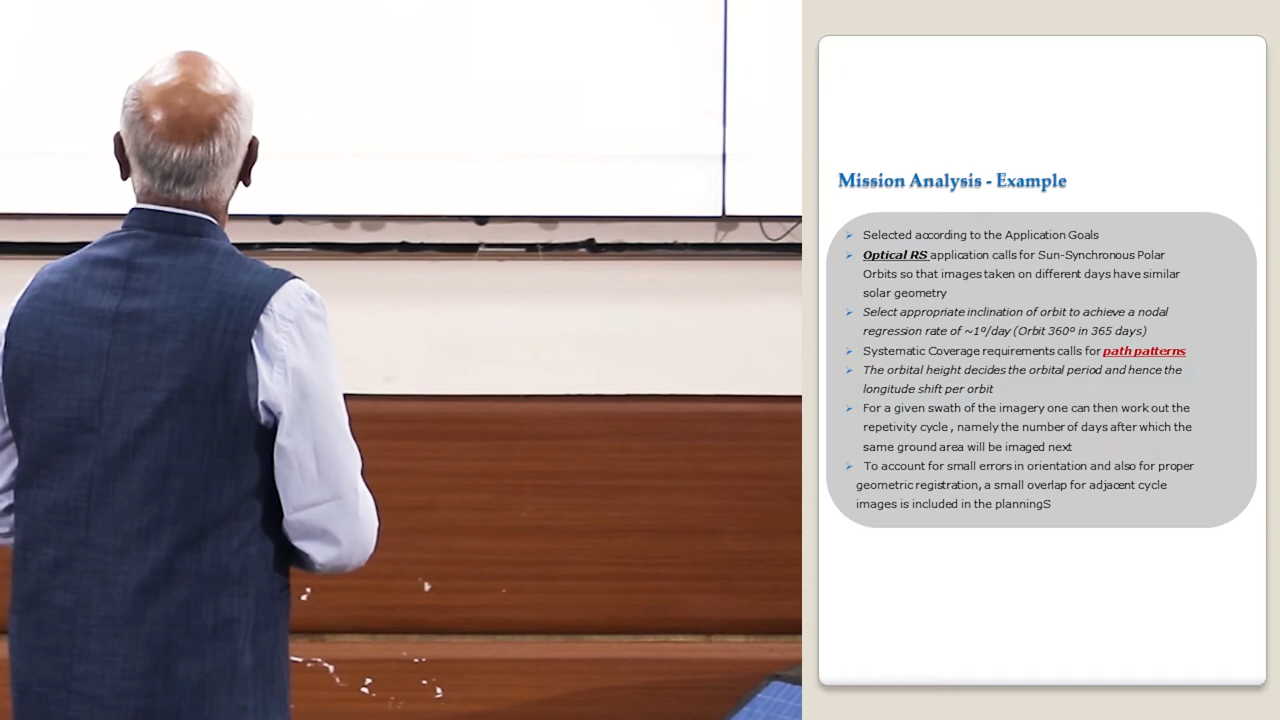 Mission Analysis - Example
Selected according to the Application Goals
Optical RS application calls for Sun-Synchronous Polar
Orbits so that images taken on different days have similar
solar geometry
Select appropriate inclination of orbit to achieve a nodal
regression rate of ~1º/day (Orbit 360º in 365 days)
Systematic Coverage requirements calls for path patterns
The orbital height decides the orbital period and hence the
longitude shift per orbit
For a given swath of the imagery one can then work out the
repetivity cycle , namely the number of days after which the
same ground area will be imaged next
To account for small errors in orientation and also for proper
geometric registration, a small overlap for adjacent cycle
images is included in the planningS